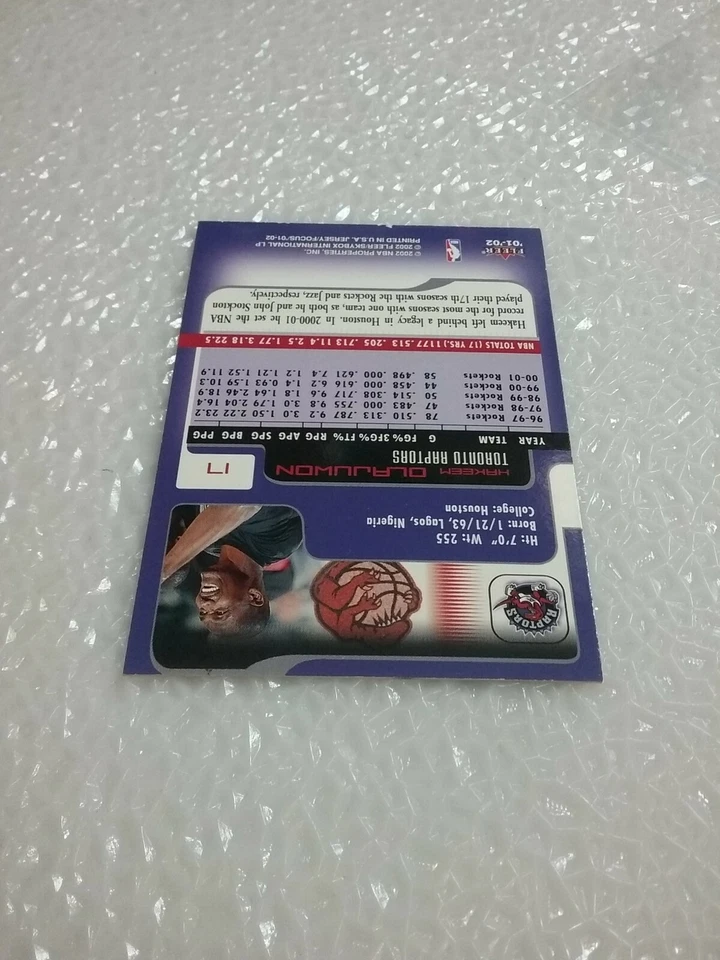 RAPTORS
Ht: 7'0" Wt: 255
Born: 1/21/63, Lagos, Nigeria
College: Houston
HAKEEM OLAJUWON
TORONTO RAPTORS
17
YEAR TEAM G FG% 3FG% FT% RPG APG SPG BPG PPG
96-97 Rockets 78 .510 .313 .787 9.2 3.0 1.50 2.22 23.2
97-98 Rockets 47 .483 .000 .755 9.8 3.0 1.79 2.04 16.4
98-99 Rockets 50 .514 .308 .717 9.6 1.8 1.64 2.46 18.9
99-00 Rockets 44 .458 .000 .616 6.2 1.4 0.93 1.59 10.3
00-01 Rockets 58 .498 .000 .621 7.4 1.2 1.21 1.52 11.9
NBA TOTALS (17 YRS.) 1177 .513 .205 .713 11.4 2.5 1.77 3.18 22.5
Hakeem left behind a legacy in Houston. In 2000-01 he set the NBA
record for the most seasons with one team, as both he and John Stockton
played their 17th seasons with the Rockets and Jazz, respectively.
FLEER
'01-'02
© 2002 NBA PROPERTIES, INC.
© 2002 FLEER/SKYBOX INTERNATIONAL LP
PRINTED IN U.S.A. JERSEY-FOCUS/'01-02